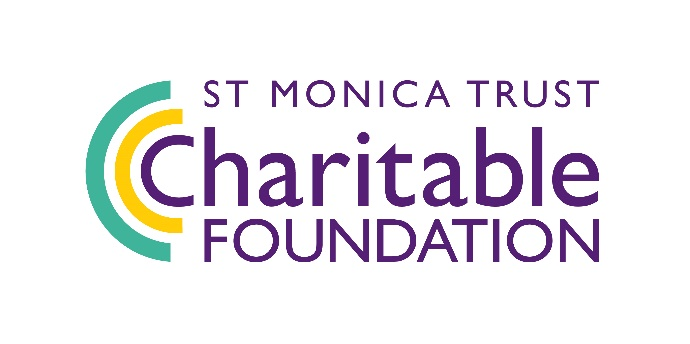 ST MONICA TRUST
Charitable
FOUNDATION